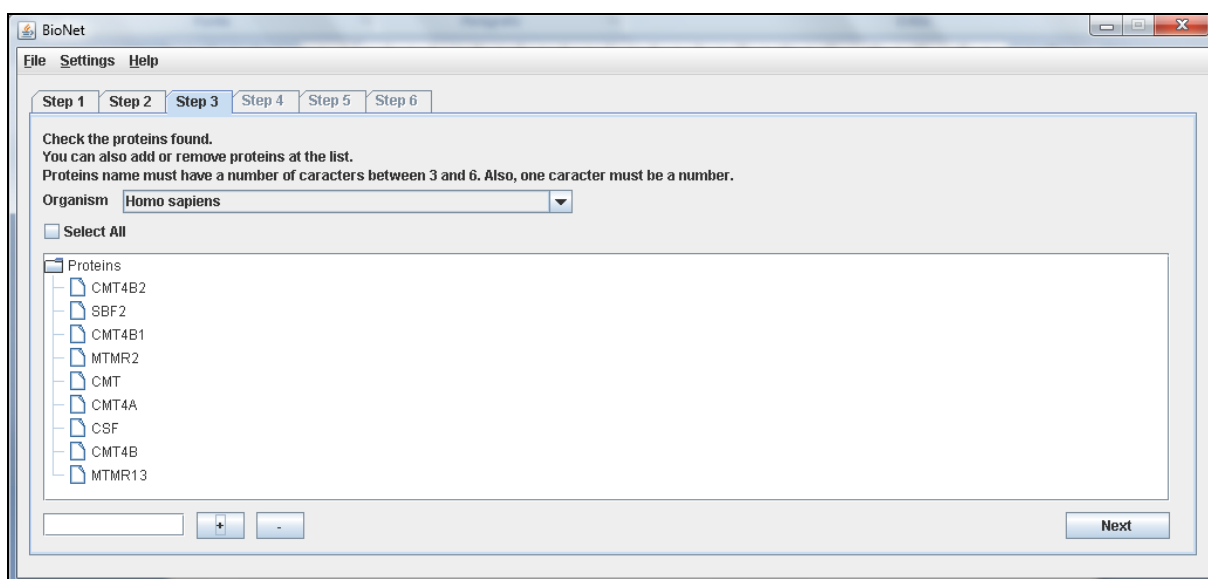 BioNet
File Settings Help
Step 1 Step 2 Step 3 Step 4 Step 5 Step 6
Check the proteins found.
You can also add or remove proteins at the list.
Proteins name must have a number of caracters between 3 and 6. Also, one caracter must be a number.
Organism Homo sapiens
Select All
Proteins
CMT4B2
SBF2
CMT4B1
MTMR2
CMT
CMT4A
CSF
CMT4B
MTMR13
+ - Next